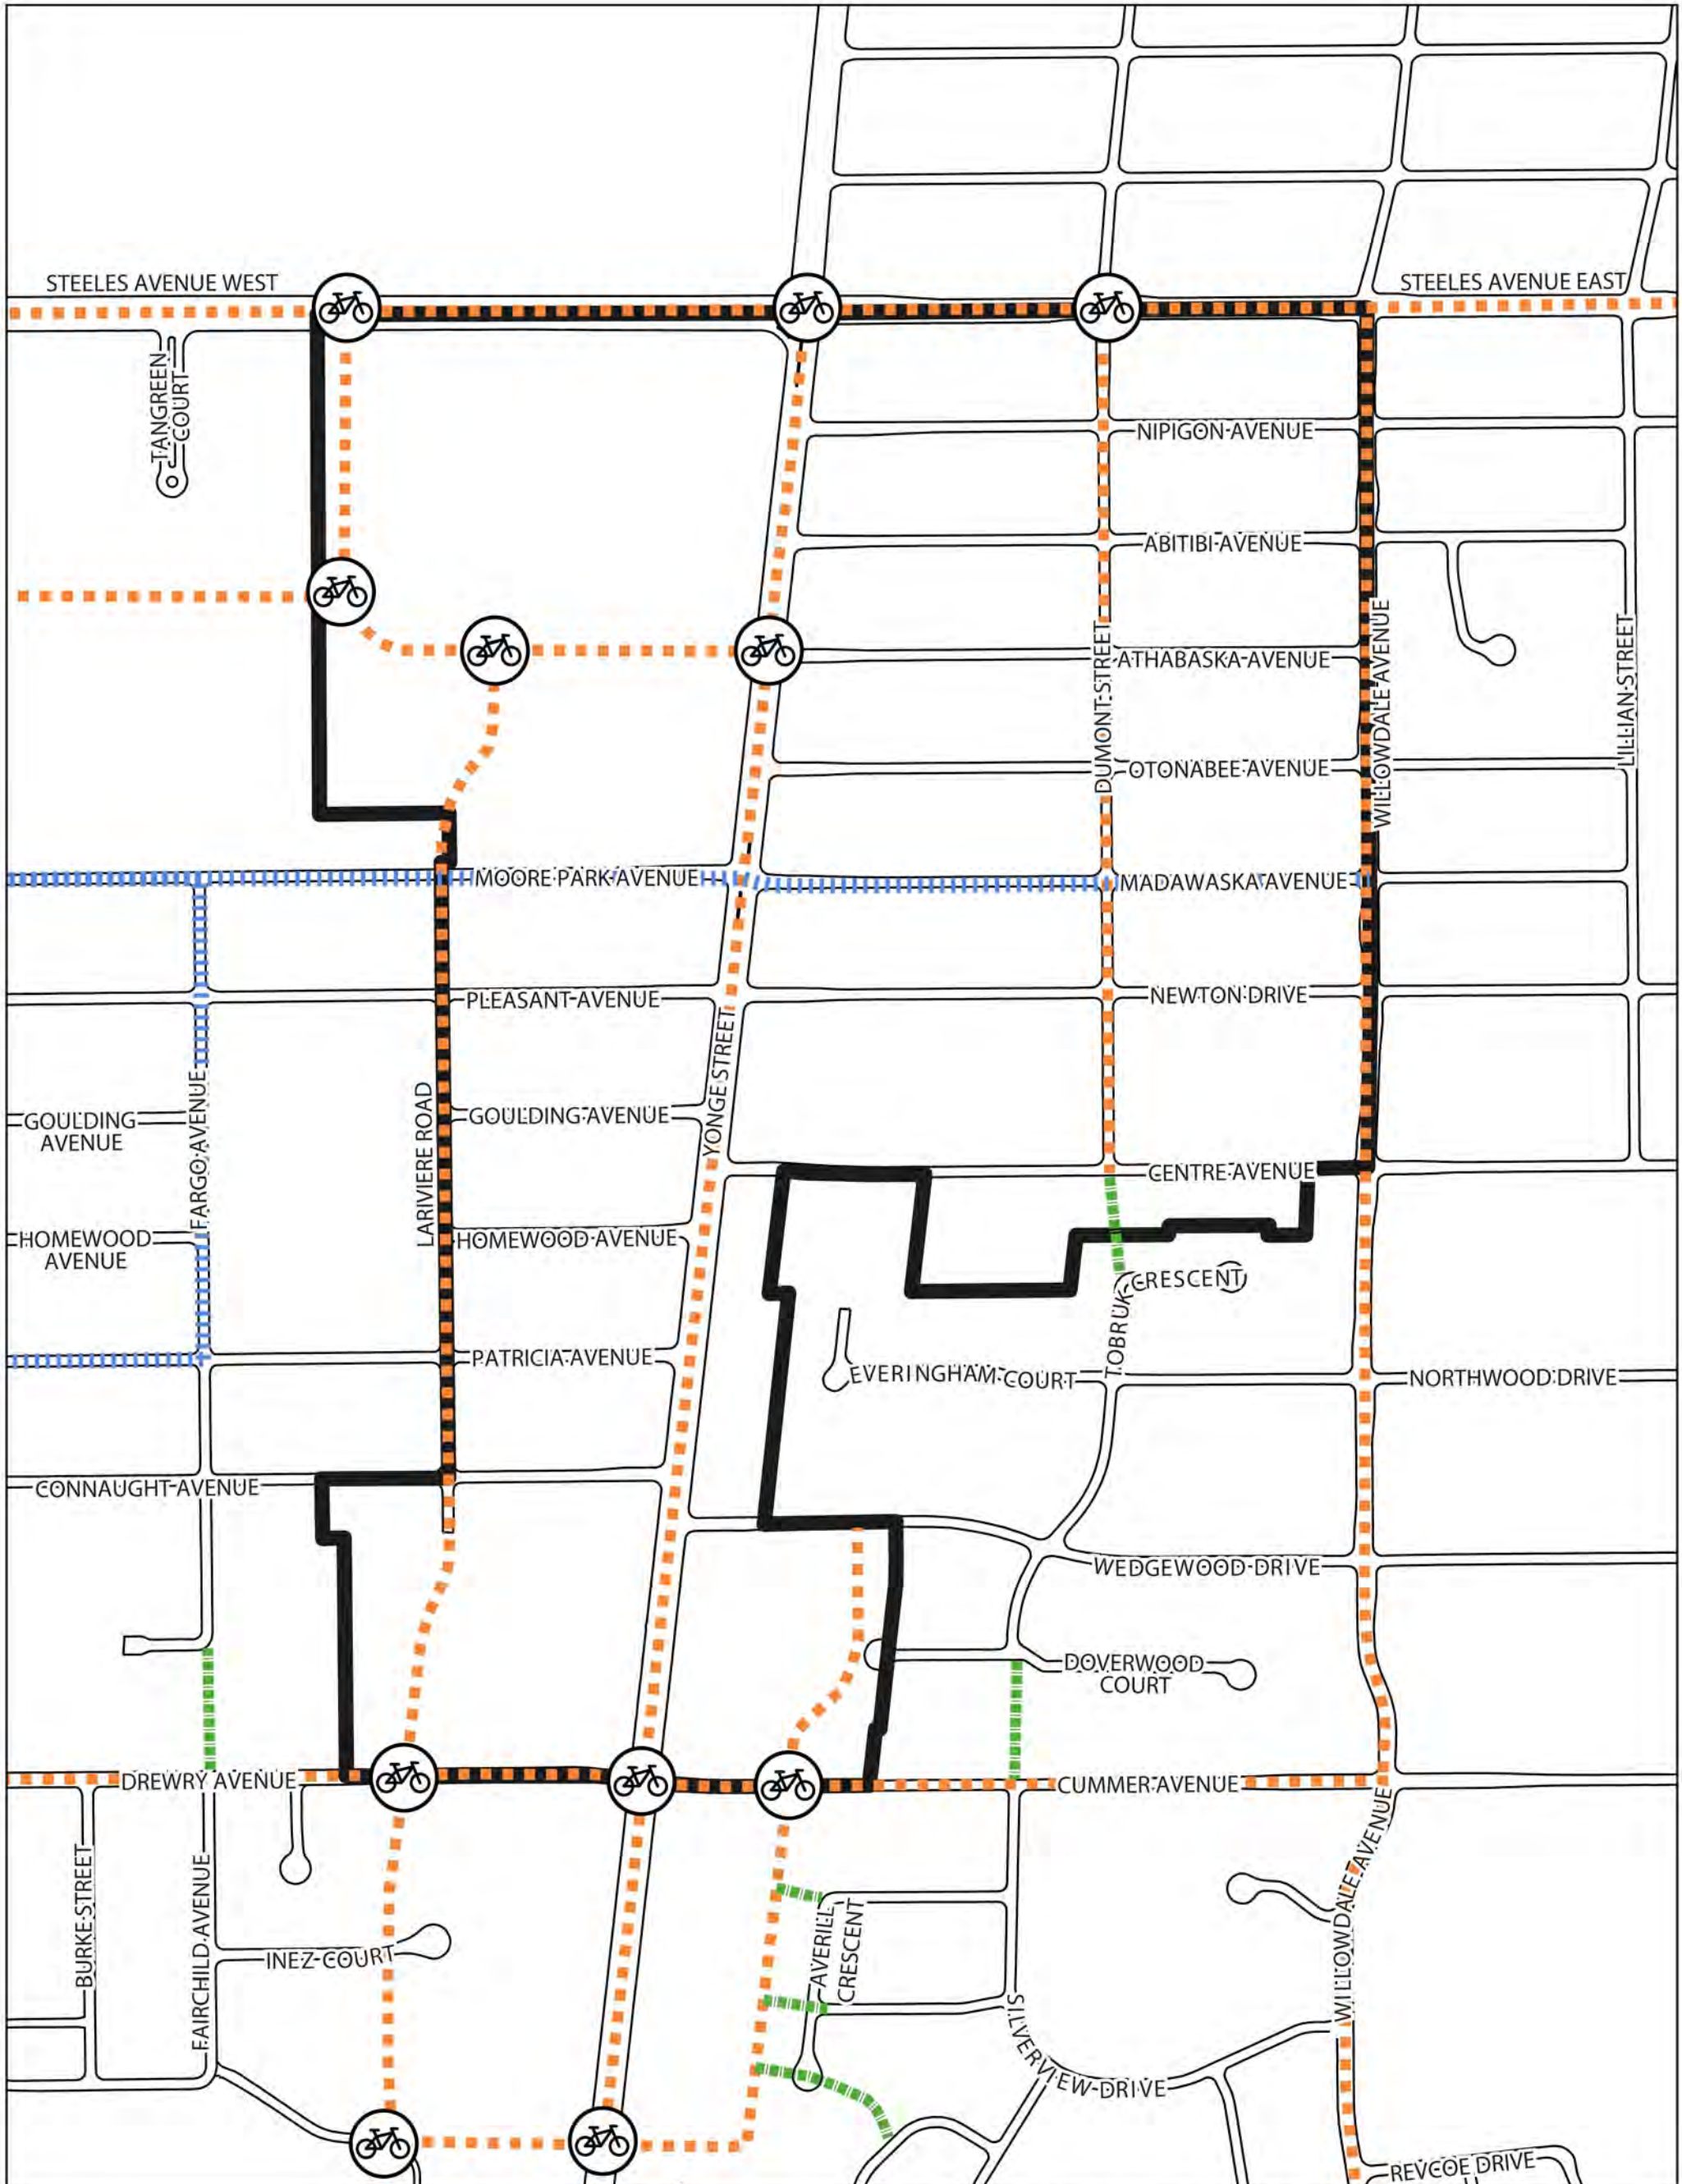 STEELES AVENUE WEST
STEELES AVENUE EAST
TANGREEN
COURT
NIPIGON AVENUE
ABITIBI AVENUE
DUMONT STREET
ATHABASKA AVENUE
WILLOWDALE AVENUE
LILLIAN STREET
OTONABEE AVENUE
MOORE PARK AVENUE
MADAWASKA AVENUE
PLEASANT AVENUE
NEWTON DRIVE
YONGE STREET
FARGO AVENUE
LARIVIERE ROAD
GOULDING
AVENUE
GOULDING AVENUE
CENTRE AVENUE
HOMEWOOD
AVENUE
HOMEWOOD AVENUE
TOBRUK
CRESCENT
PATRICIA AVENUE
EVERINGHAM COURT
NORTHWOOD DRIVE
CONNAUGHT AVENUE
WEDGEWOOD DRIVE
DOVERWOOD
COURT
DREWRY AVENUE
CUMMER AVENUE
BURKE STREET
FAIRCHILD AVENUE
INEZ COURT
AVERILL
CRESCENT
WILLOWDALE AVENUE
SILVERVIEW DRIVE
REVCOE DRIVE